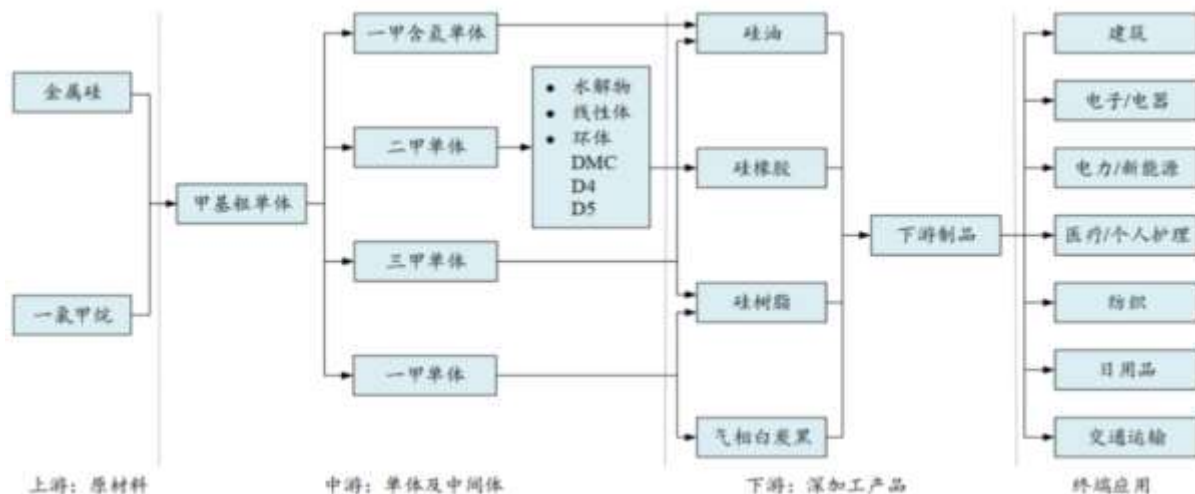 金属硅
一氯甲烷
甲基粗单体
一甲含氢单体
二甲单体
三甲单体
一甲单体
● 水解物
● 线性体
● 环体
DMC
D4
D5
硅油
硅橡胶
硅树脂
气相白炭黑
下游制品
建筑
电子/电器
电力/新能源
医疗/个人护理
纺织
日用品
交通运输
上游：原材料
中游：单体及中间体
下游：深加工产品
终端应用